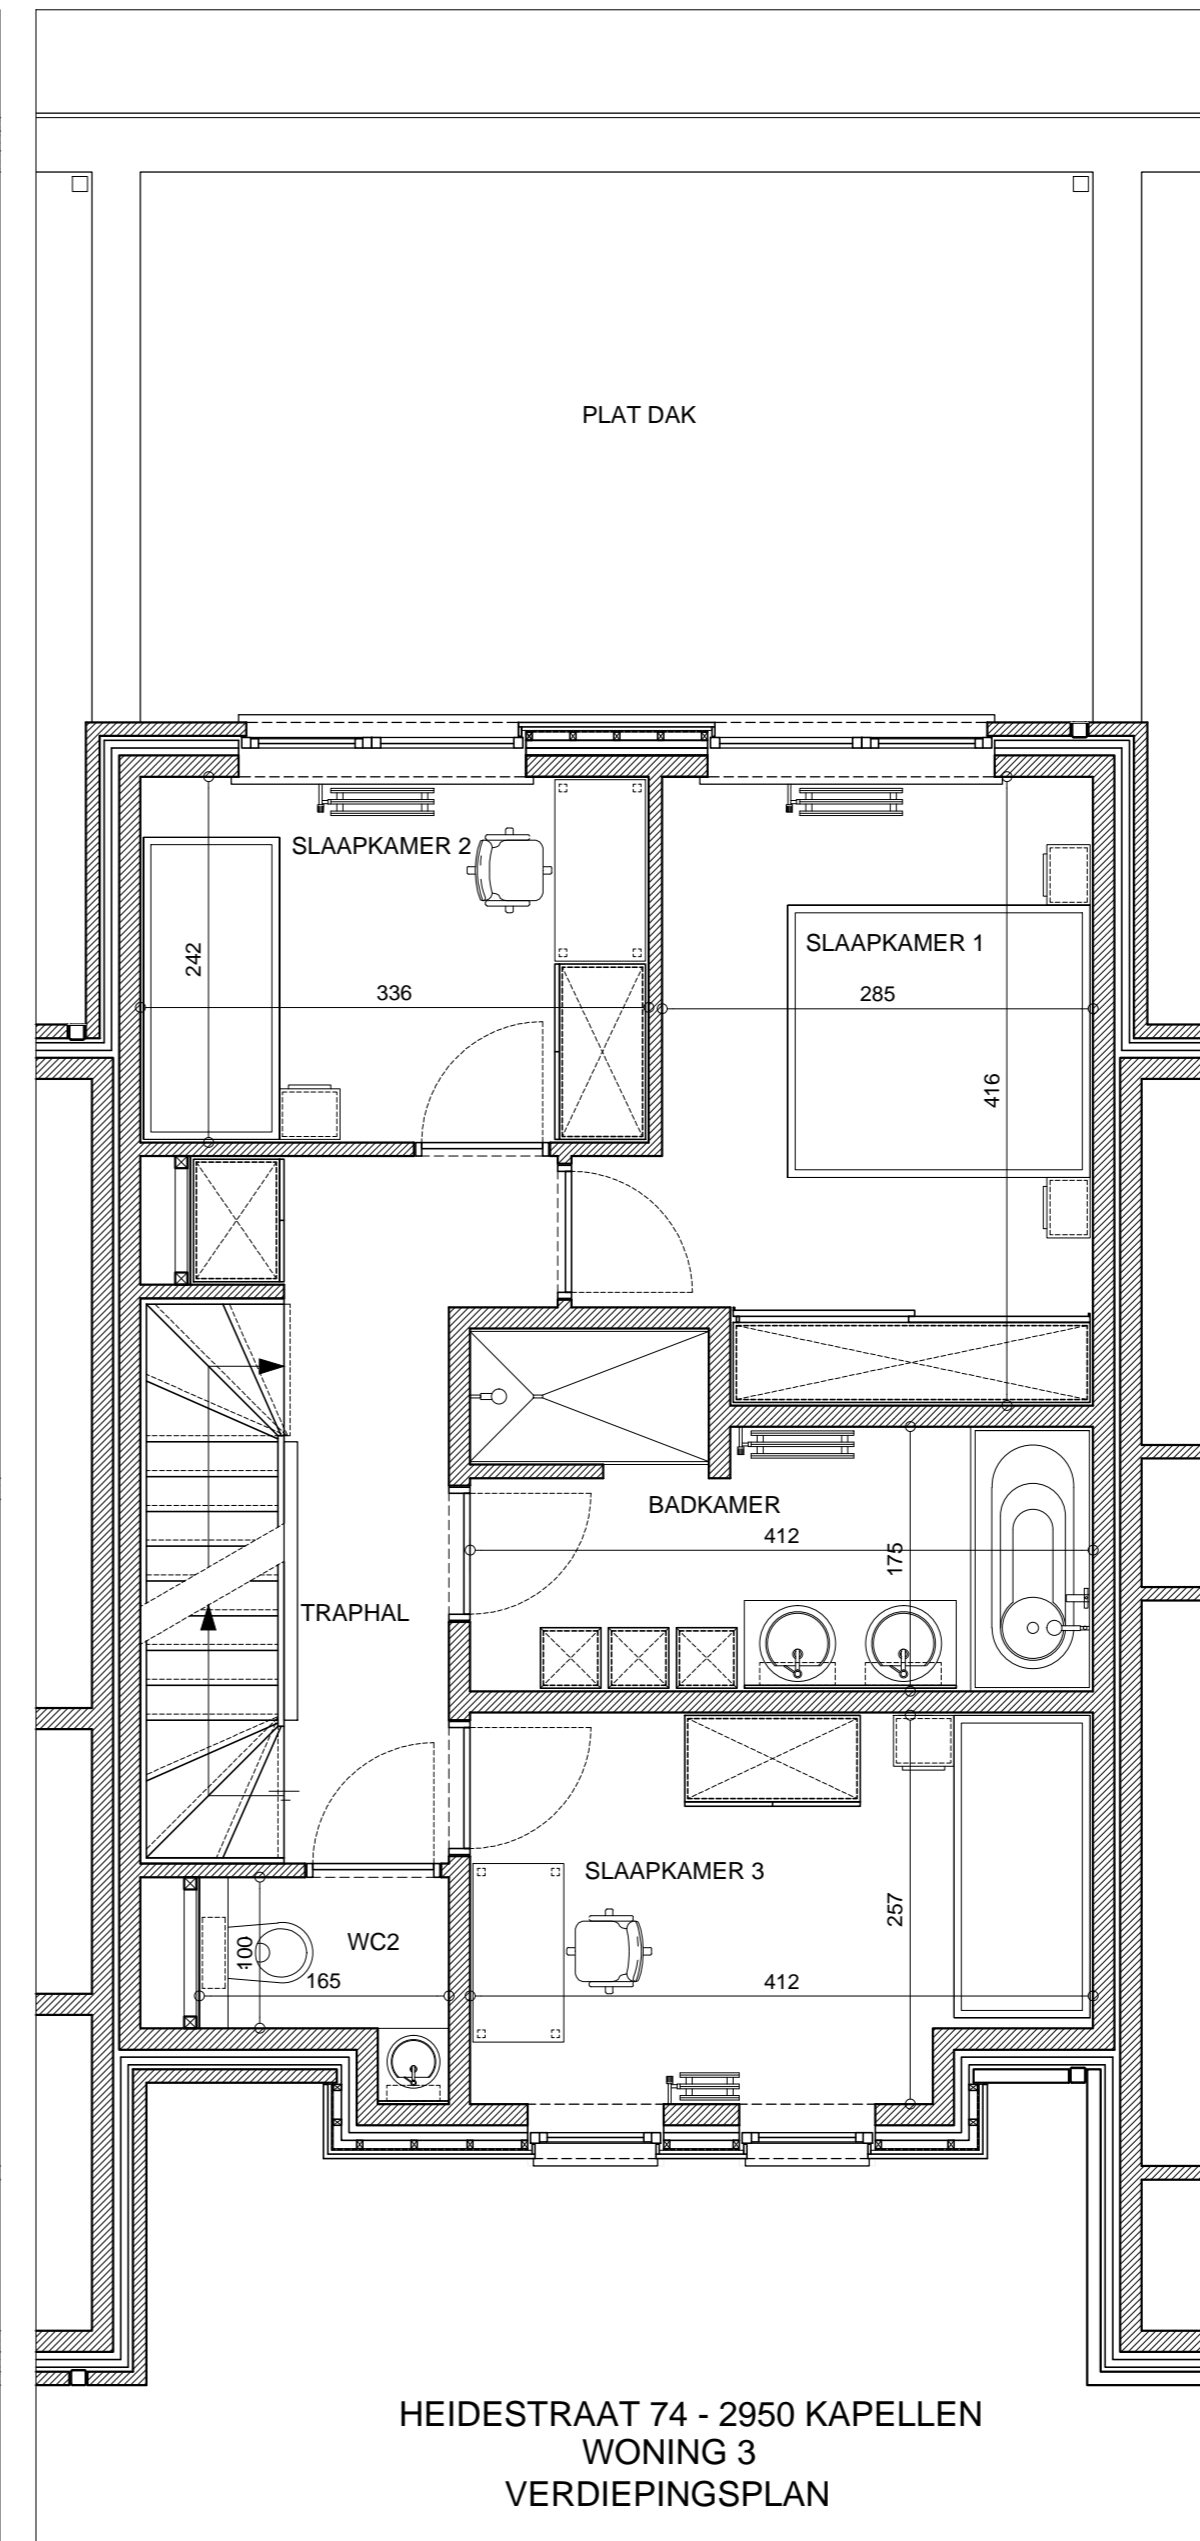 PLAT DAK
SLAAPKAMER 2
SLAAPKAMER 1
242
336
285
416
BADKAMER
412
175
TRAPHAL
SLAAPKAMER 3
257
WC2
100
165
412
HEIDESTRAAT 74 - 2950 KAPELLEN
WONING 3
VERDIEPINGSPLAN